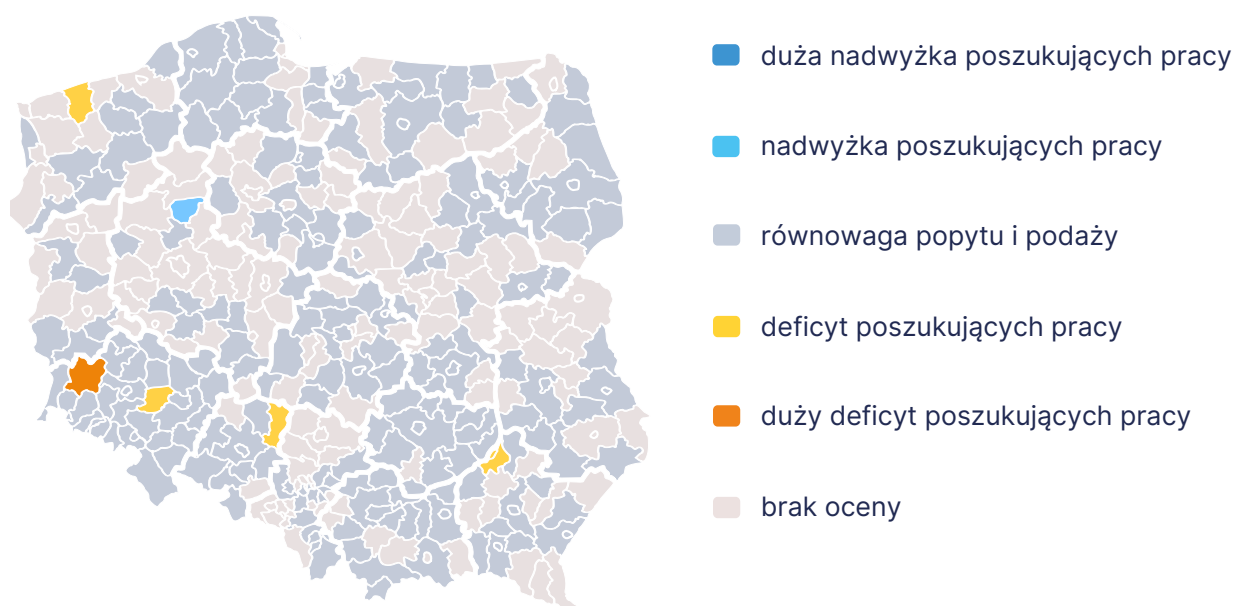 duża nadwyżka poszukujących pracy
nadwyżka poszukujących pracy
równowaga popytu i podaży
deficyt poszukujących pracy
duży deficyt poszukujących pracy
brak oceny